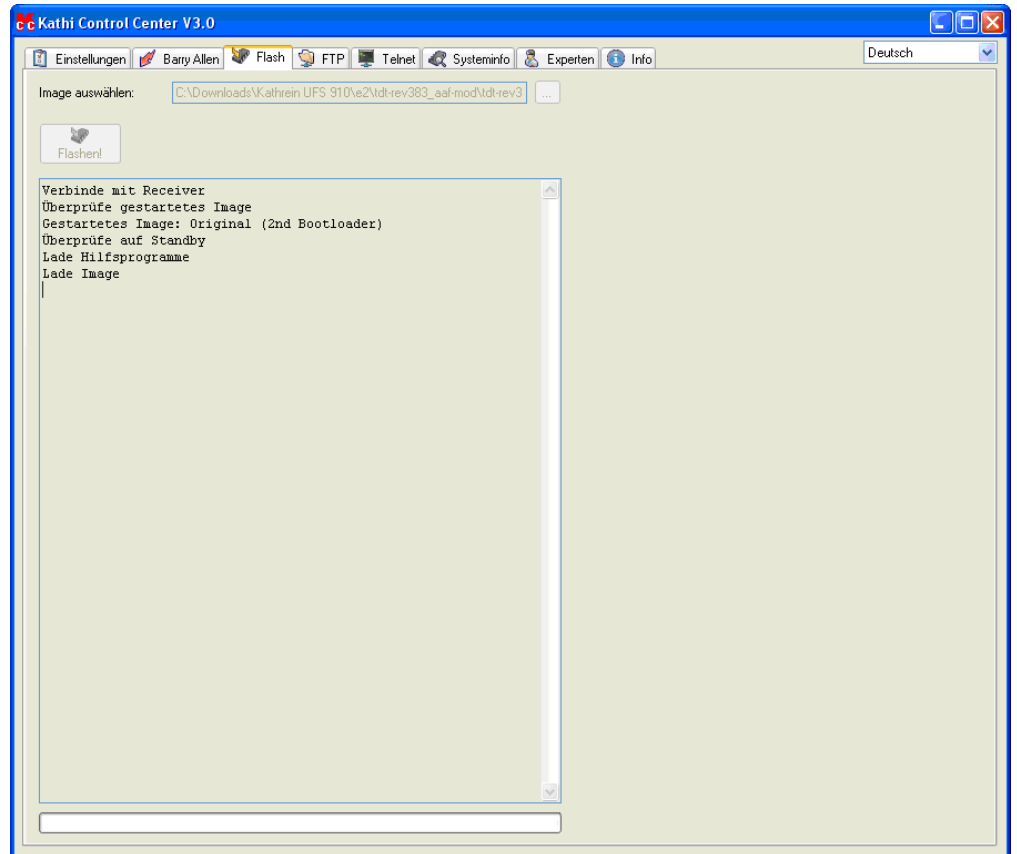 Kathi Control Center V3.0
Einstellungen Barry Allen Flash FTP Telnet Systeminfo Experten Info Deutsch
Image auswählen: C:\Downloads\Kathrein UFS 910\e2\tdt-rev383_aaf-mod\tdt-rev3 ...
Flashen!
Verbinde mit Receiver
Überprüfe gestartetes Image
Gestartetes Image: Original (2nd Bootloader)
Überprüfe auf Standby
Lade Hilfsprogramme
Lade Image